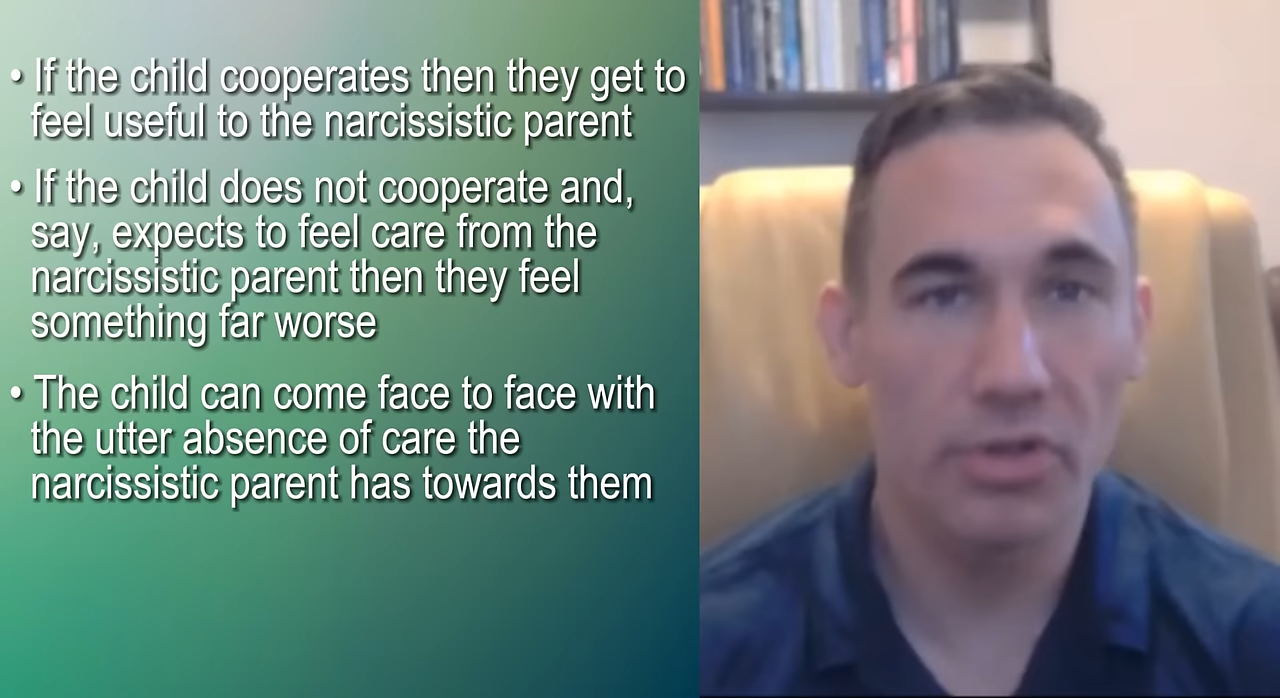 • If the child cooperates then they get to
feel useful to the narcissistic parent
• If the child does not cooperate and,
say, expects to feel care from the
narcissistic parent then they feel
something far worse
• The child can come face to face with
the utter absence of care the
narcissistic parent has towards them